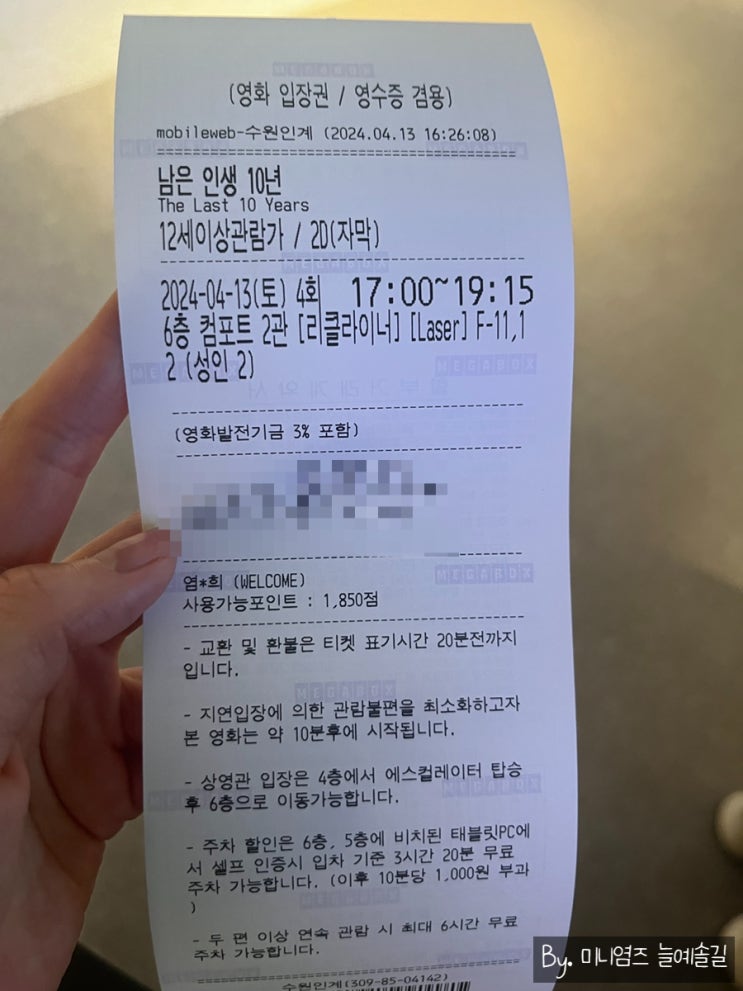 (영화 입장권 / 영수증 겸용)
mobileweb-수원인계 (2024.04.13 16:26:08)
남은 인생 10년
The Last 10 Years
12세이상관람가 / 2D(자막)
2024-04-13(토) 4회 17:00~19:15
6층 컴포트 2관 [리클라이너] [Laser] F-11,1
2 (성인 2)
(영화발전기금 3% 포함)
염*희 (WELCOME)
사용가능포인트 : 1,850점
- 교환 및 환불은 티켓 표기시간 20분전까지
입니다.
- 지연입장에 의한 관람불편을 최소화하고자
본 영화는 약 10분후에 시작됩니다.
- 상영관 입장은 4층에서 에스컬레이터 탑승
후 6층으로 이동가능합니다.
- 주차 할인은 6층, 5층에 비치된 태블릿PC에
서 셀프 인증시 입차 기준 3시간 20분 무료
주차 가능합니다. (이후 10분당 1,000원 부과
)
- 두 편 이상 연속 관람 시 최대 6시간 무료
주차 가능합니다.
수원인계(309-85-04142)
By. 미니염즈 늘예솔길